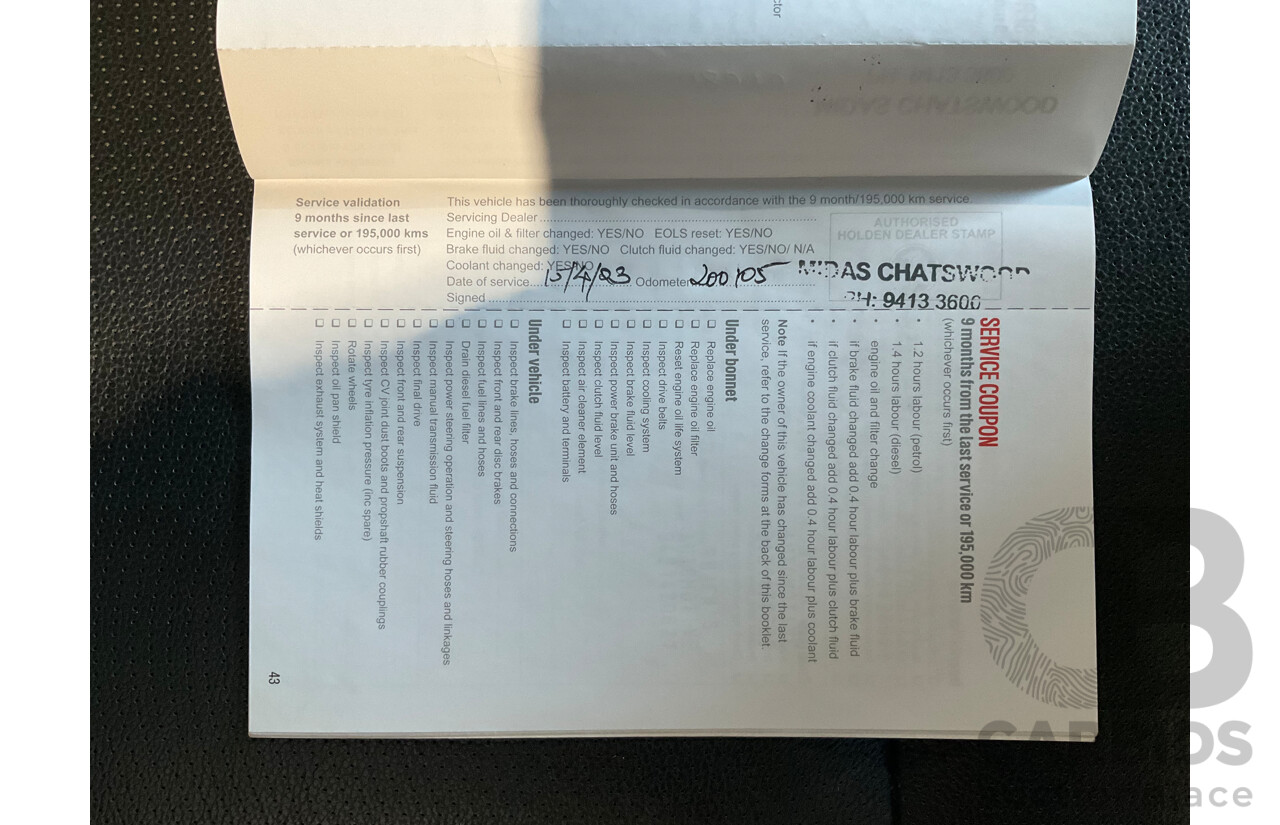 ctor
MIDAS CHATSWOOD
Service validation
9 months since last
service or 195,000 kms
(whichever occurs first)
This vehicle has been thoroughly checked in accordance with the 9 month/195,000 km service.
Servicing Dealer
Engine oil & filter changed: YES/NO EOLS reset: YES/NO
Brake fluid changed: YES/NO Clutch fluid changed: YES/NO/ N/A
Coolant changed: YES/NO
Date of service 15/4/23 Odometer 200105
Signed
AUTHORISED
HOLDEN DEALER STAMP
MIDAS CHATSWOOD
PH: 9413 3600
SERVICE COUPON
9 months from the last service or 195,000 km
(whichever occurs first)
• 1.2 hours labour (petrol)
• 1.4 hours labour (diesel)
• engine oil and filter change
• if brake fluid changed add 0.4 hour labour plus brake fluid
• if clutch fluid changed add 0.4 hour labour plus clutch fluid
• if engine coolant changed add 0.4 hour labour plus coolant
Note If the owner of this vehicle has changed since the last
service, refer to the change forms at the back of this booklet.
Under bonnet
❑ Replace engine oil
❑ Replace engine oil filter
❑ Reset engine oil life system
❑ Inspect drive belts
❑ Inspect cooling system
❑ Inspect brake fluid level
❑ Inspect power brake unit and hoses
❑ Inspect clutch fluid level
❑ Inspect air cleaner element
❑ Inspect battery and terminals
Under vehicle
❑ Inspect brake lines, hoses and connections
❑ Inspect front and rear disc brakes
❑ Inspect fuel lines and hoses
❑ Drain diesel fuel filter
❑ Inspect power steering operation and steering hoses and linkages
❑ Inspect manual transmission fluid
❑ Inspect final drive
❑ Inspect front and rear suspension
❑ Inspect CV joint dust boots and propshaft rubber couplings
❑ Inspect tyre inflation pressure (inc spare)
❑ Rotate wheels
❑ Inspect oil pan shield
❑ Inspect exhaust system and heat shields
43
CARBIDS